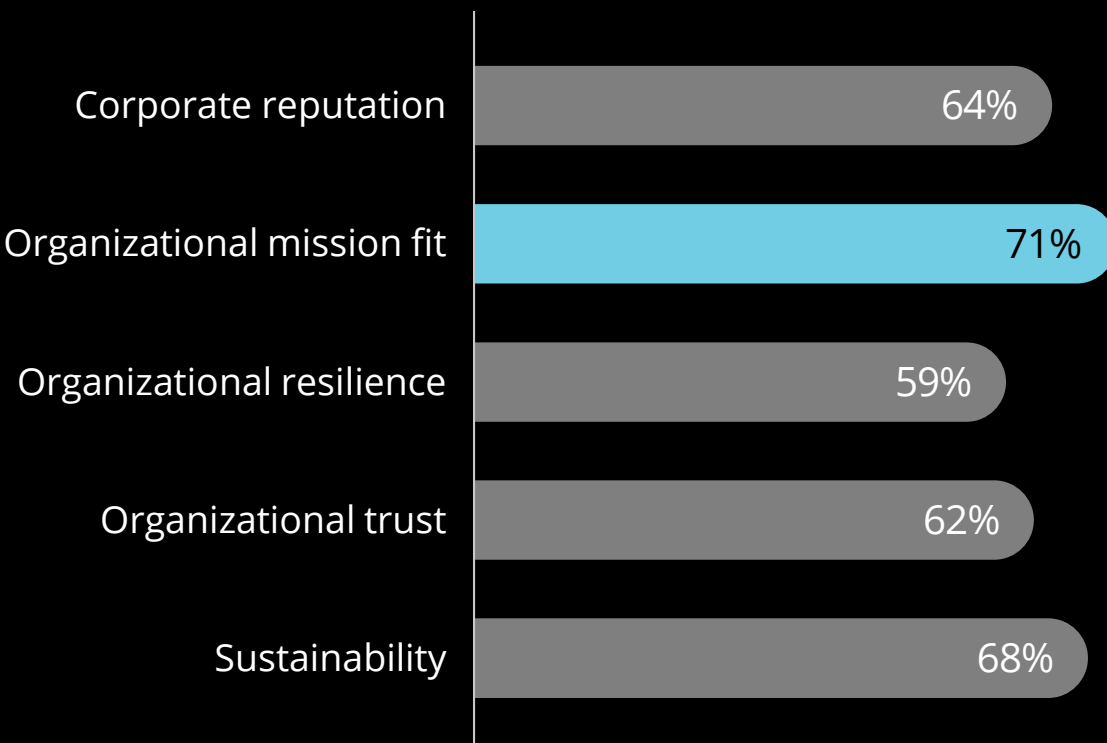 Corporate reputation 64%
Organizational mission fit 71%
Organizational resilience 59%
Organizational trust 62%
Sustainability 68%